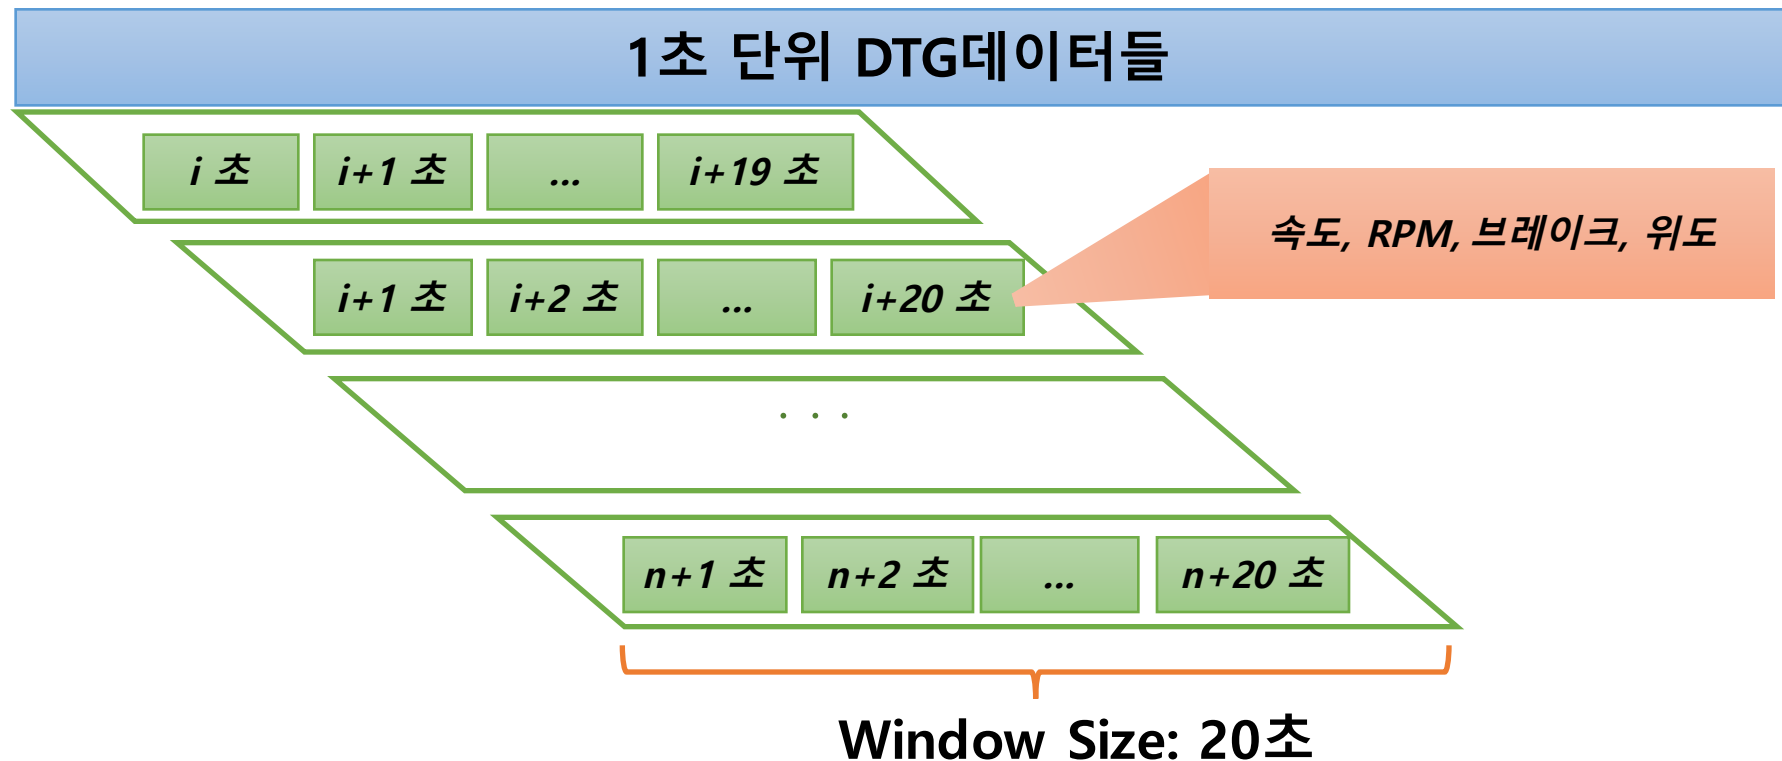 1초 단위 DTG데이터들
i 초
i+1 초
...
i+19 초
i+1 초
i+2 초
...
i+20 초
속도, RPM, 브레이크, 위도
. . .
n+1 초
n+2 초
...
n+20 초
Window Size: 20초